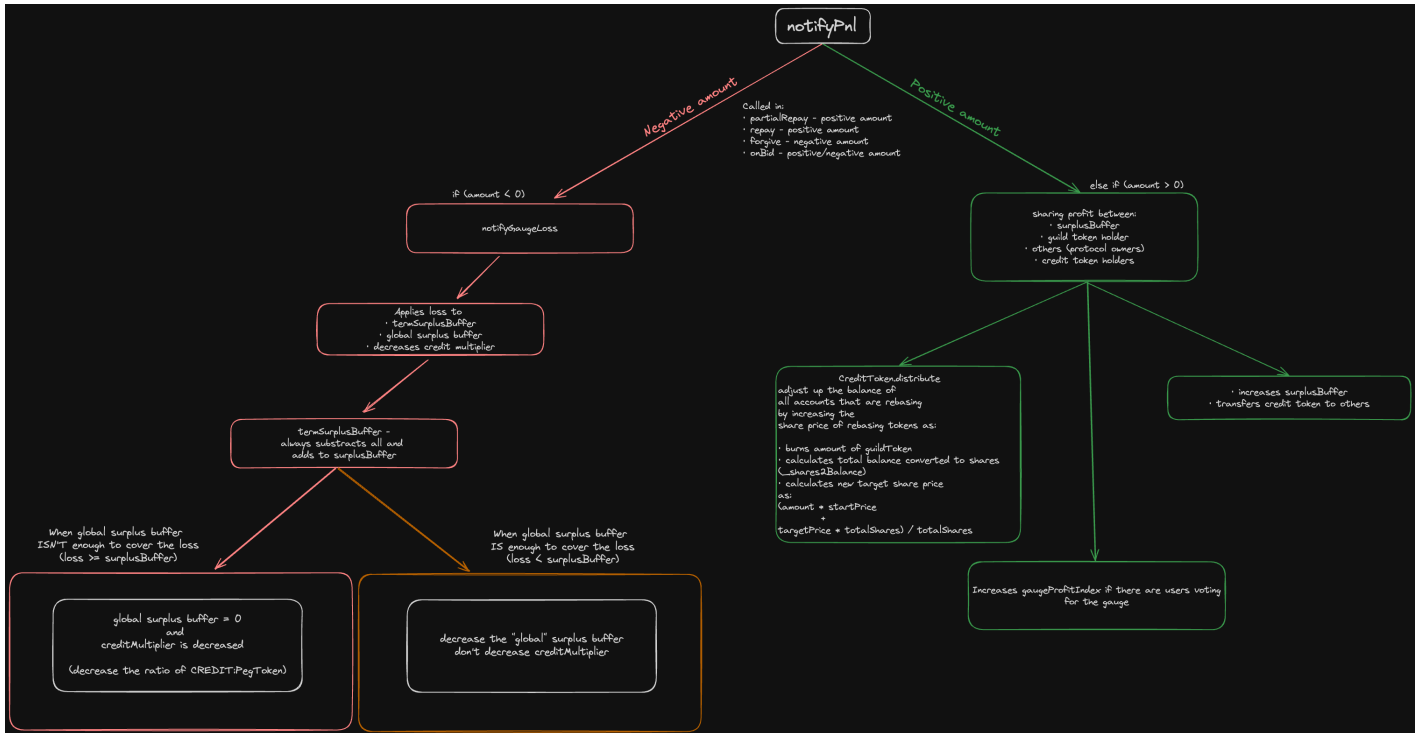 notifyPnl
Negative amount
Positive amount
Called in:
· partialRepay - positive amount
· repay - positive amount
· forgive - negative amount
· onBid - positive/negative amount
if (amount < 0)
else if (amount > 0)
notifyGaugeLoss
sharing profit between:
· surplusBuffer
· guild token holder
· others (protocol owners)
· credit token holders
Applies loss to
· termSurplusBuffer
· global surplus buffer
· decreases credit multiplier
CreditToken.distribute
adjust up the balance of
all accounts that are rebasing
by increasing the
share price of rebasing tokens as:
· burns amount of guildToken
· calculates total balance converted to shares
(_shares2Balance)
· calculates new target share price
as:
(amount * startPrice
+
targetPrice * totalShares) / totalShares
· increases surplusBuffer
· transfers credit token to others
termSurplusBuffer -
always substracts all and
adds to surplusBuffer
When global surplus buffer
ISN'T enough to cover the loss
(loss >= surplusBuffer)
When global surplus buffer
IS enough to cover the loss
(loss < surplusBuffer)
global surplus buffer = 0
and
creditMultiplier is decreased
(decrease the ratio of CREDIT:PegToken)
decrease the "global" surplus buffer
don't decrease creditMultiplier
Increases gaugeProfitIndex if there are users voting
for the gauge